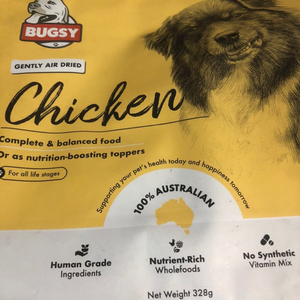 BUGSY
GENTLY AIR DRIED
Chicken
Complete & balanced food
Or as nutrition-boosting toppers
For all life stages
Supporting your pet's health today and happiness tomorrow
100% AUSTRALIAN
Human Grade
Ingredients
Nutrient-Rich
Wholefoods
No Synthetic
Vitamin Mix
Net Weight 328g